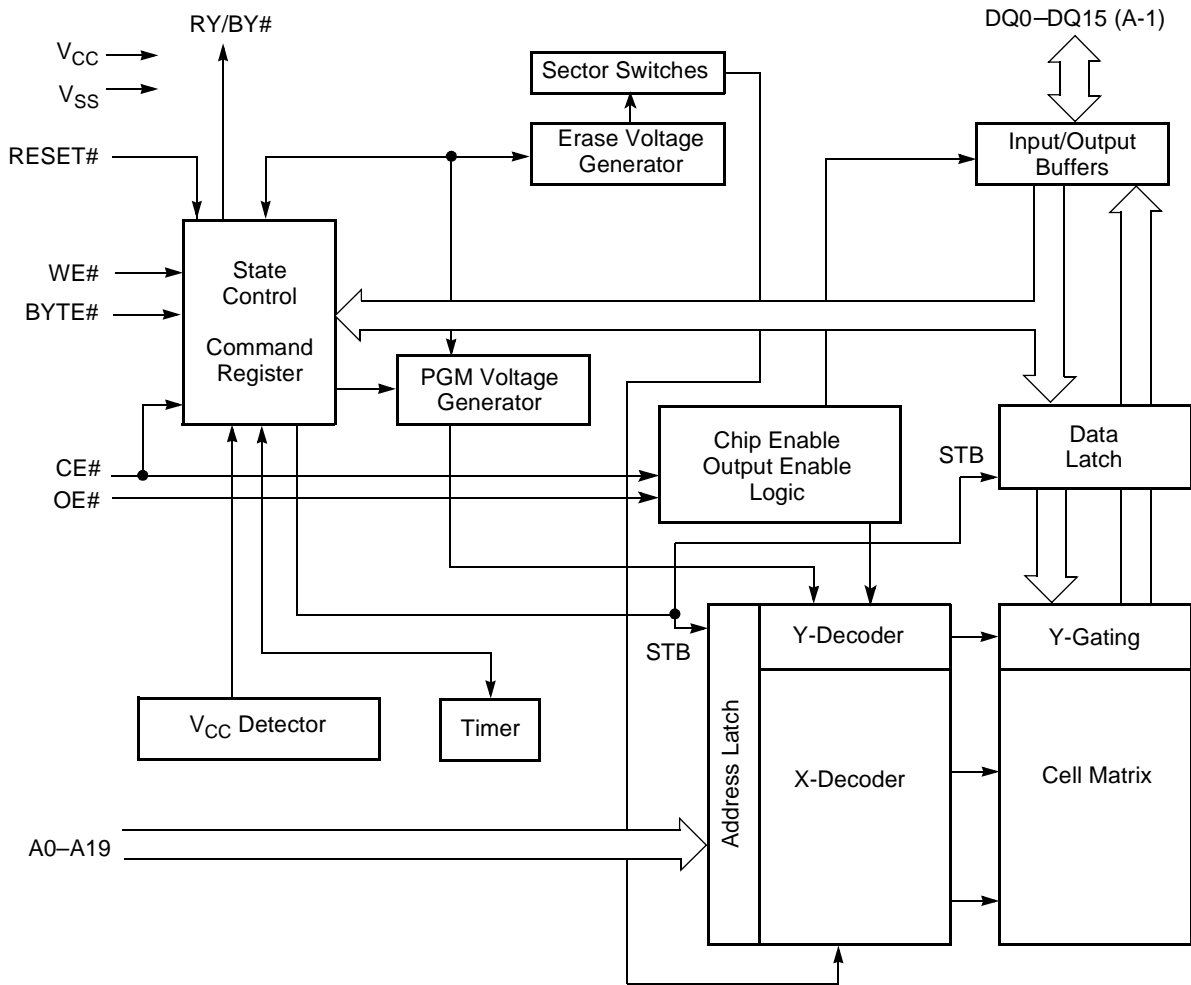 RY/BY#
DQ0–DQ15 (A-1)
VCC
VSS
Sector Switches
RESET#
Erase Voltage
Generator
Input/Output
Buffers
WE#
BYTE#
State
Control
Command
Register
PGM Voltage
Generator
CE#
OE#
Chip Enable
Output Enable
Logic
STB
Data
Latch
STB
Address Latch
Y-Decoder
Y-Gating
VCC Detector
Timer
X-Decoder
Cell Matrix
A0–A19